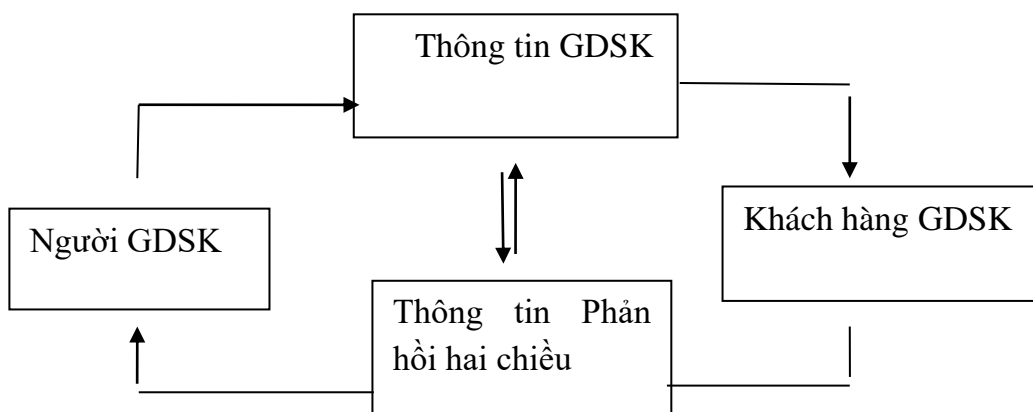 Thông tin GDSK
Người GDSK
Khách hàng GDSK
Thông tin Phản
hồi hai chiều